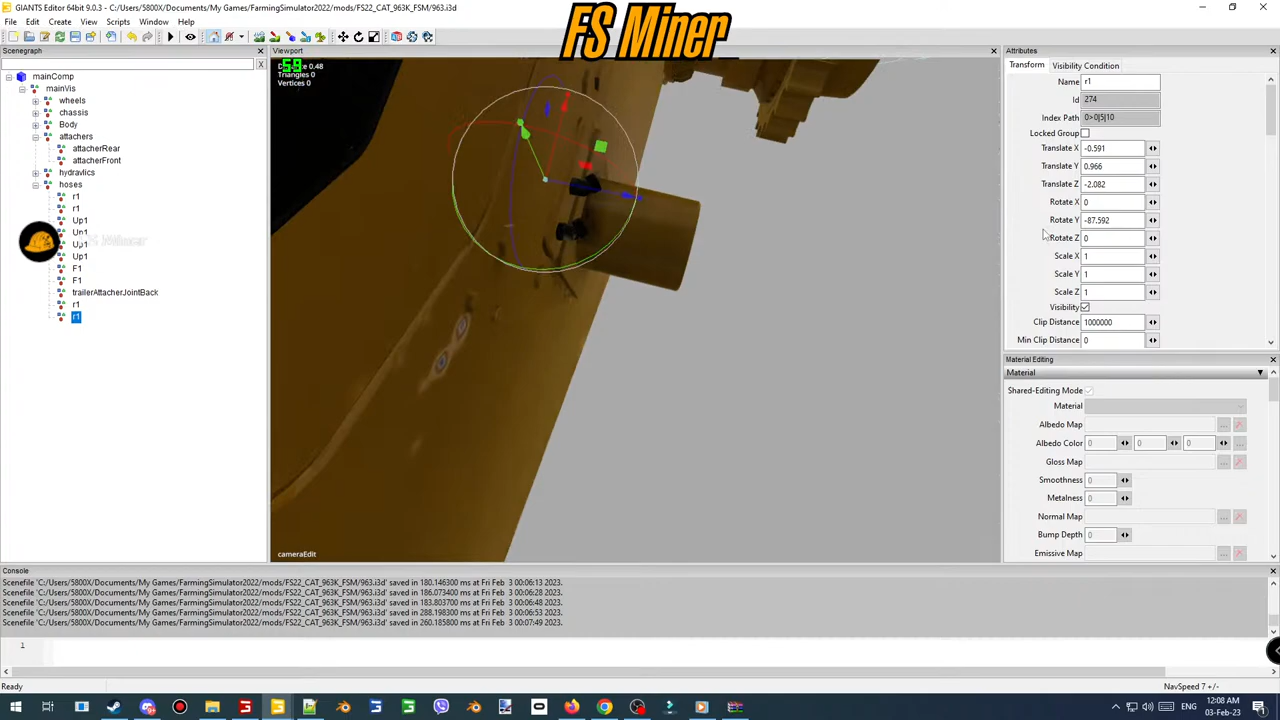 GIANTS Editor 64bit 9.0.3 - C:/Users/5800X/Documents/My Games/FarmingSimulator2022/mods/FS22_CAT_963K_FSM/963.i3d
FS Miner
File Edit Create View Scripts Window Help
Scenegraph
X
mainComp
mainVis
wheels
chassis
Body
attachers
attacherRear
attacherFront
hydravlics
hoses
r1
r1
Up1
Up1
Up1
Up1
F1
F1
trailerAttacherJointBack
r1
r1
Viewport
59
0.48
Triangles 0
Vertices 0
cameraEdit
Attributes
Transform Visibility Condition
Name r1
Id 274
Index Path 0>0|5|10
Locked Group
Translate X -0.591
Translate Y 0.966
Translate Z -2.082
Rotate X 0
Rotate Y -87.592
Rotate Z 0
Scale X 1
Scale Y 1
Scale Z 1
Visibility
Clip Distance 1000000
Min Clip Distance 0
Material Editing
Material
Shared-Editing Mode
Material
Albedo Map ...
Albedo Color 0 0 0 ...
Gloss Map ...
Smoothness 0
Metalness 0
Normal Map ...
Bump Depth 0
Emissive Map ...
Console
Scenefile 'C:/Users/5800X/Documents/My Games/FarmingSimulator2022/mods/FS22_CAT_963K_FSM/963.i3d' saved in 180.146300 ms at Fri Feb 3 00:06:13 2023.
Scenefile 'C:/Users/5800X/Documents/My Games/FarmingSimulator2022/mods/FS22_CAT_963K_FSM/963.i3d' saved in 186.073400 ms at Fri Feb 3 00:06:28 2023.
Scenefile 'C:/Users/5800X/Documents/My Games/FarmingSimulator2022/mods/FS22_CAT_963K_FSM/963.i3d' saved in 183.803700 ms at Fri Feb 3 00:06:48 2023.
Scenefile 'C:/Users/5800X/Documents/My Games/FarmingSimulator2022/mods/FS22_CAT_963K_FSM/963.i3d' saved in 288.198300 ms at Fri Feb 3 00:06:53 2023.
Scenefile 'C:/Users/5800X/Documents/My Games/FarmingSimulator2022/mods/FS22_CAT_963K_FSM/963.i3d' saved in 260.185800 ms at Fri Feb 3 00:07:49 2023.
1
Ready
NavSpeed 7 +/-
ENG
12:08 AM
03-Feb-23